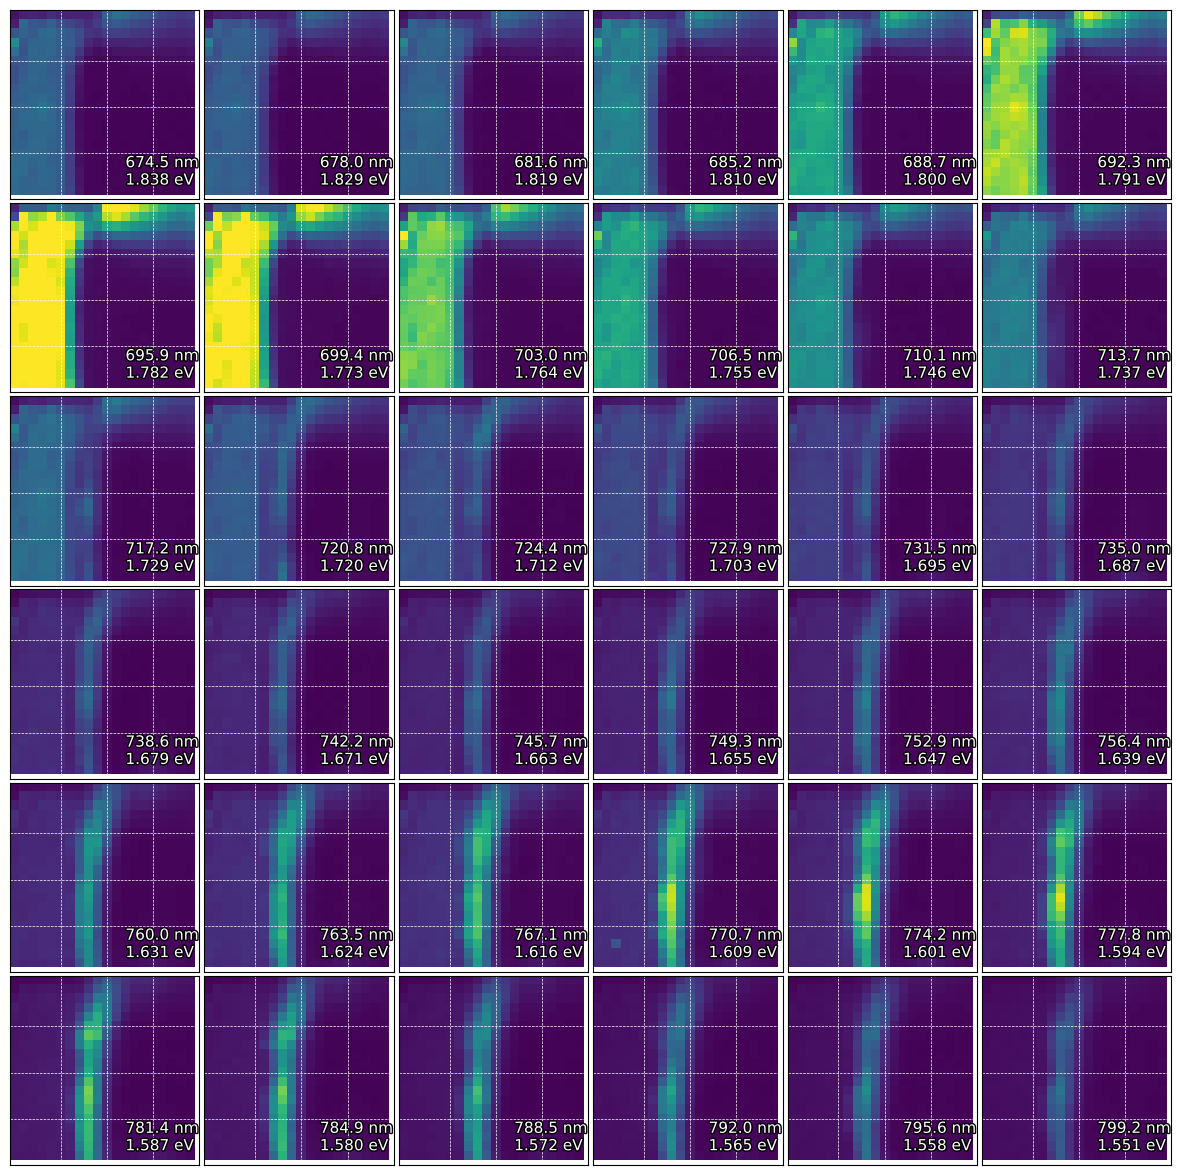 674.5 nm
1.838 eV
678.0 nm
1.829 eV
681.6 nm
1.819 eV
685.2 nm
1.810 eV
688.7 nm
1.800 eV
692.3 nm
1.791 eV
695.9 nm
1.782 eV
699.4 nm
1.773 eV
703.0 nm
1.764 eV
706.5 nm
1.755 eV
710.1 nm
1.746 eV
713.7 nm
1.737 eV
717.2 nm
1.729 eV
720.8 nm
1.720 eV
724.4 nm
1.712 eV
727.9 nm
1.703 eV
731.5 nm
1.695 eV
735.0 nm
1.687 eV
738.6 nm
1.679 eV
742.2 nm
1.671 eV
745.7 nm
1.663 eV
749.3 nm
1.655 eV
752.9 nm
1.647 eV
756.4 nm
1.639 eV
760.0 nm
1.631 eV
763.5 nm
1.624 eV
767.1 nm
1.616 eV
770.7 nm
1.609 eV
774.2 nm
1.601 eV
777.8 nm
1.594 eV
781.4 nm
1.587 eV
784.9 nm
1.580 eV
788.5 nm
1.572 eV
792.0 nm
1.565 eV
795.6 nm
1.558 eV
799.2 nm
1.551 eV